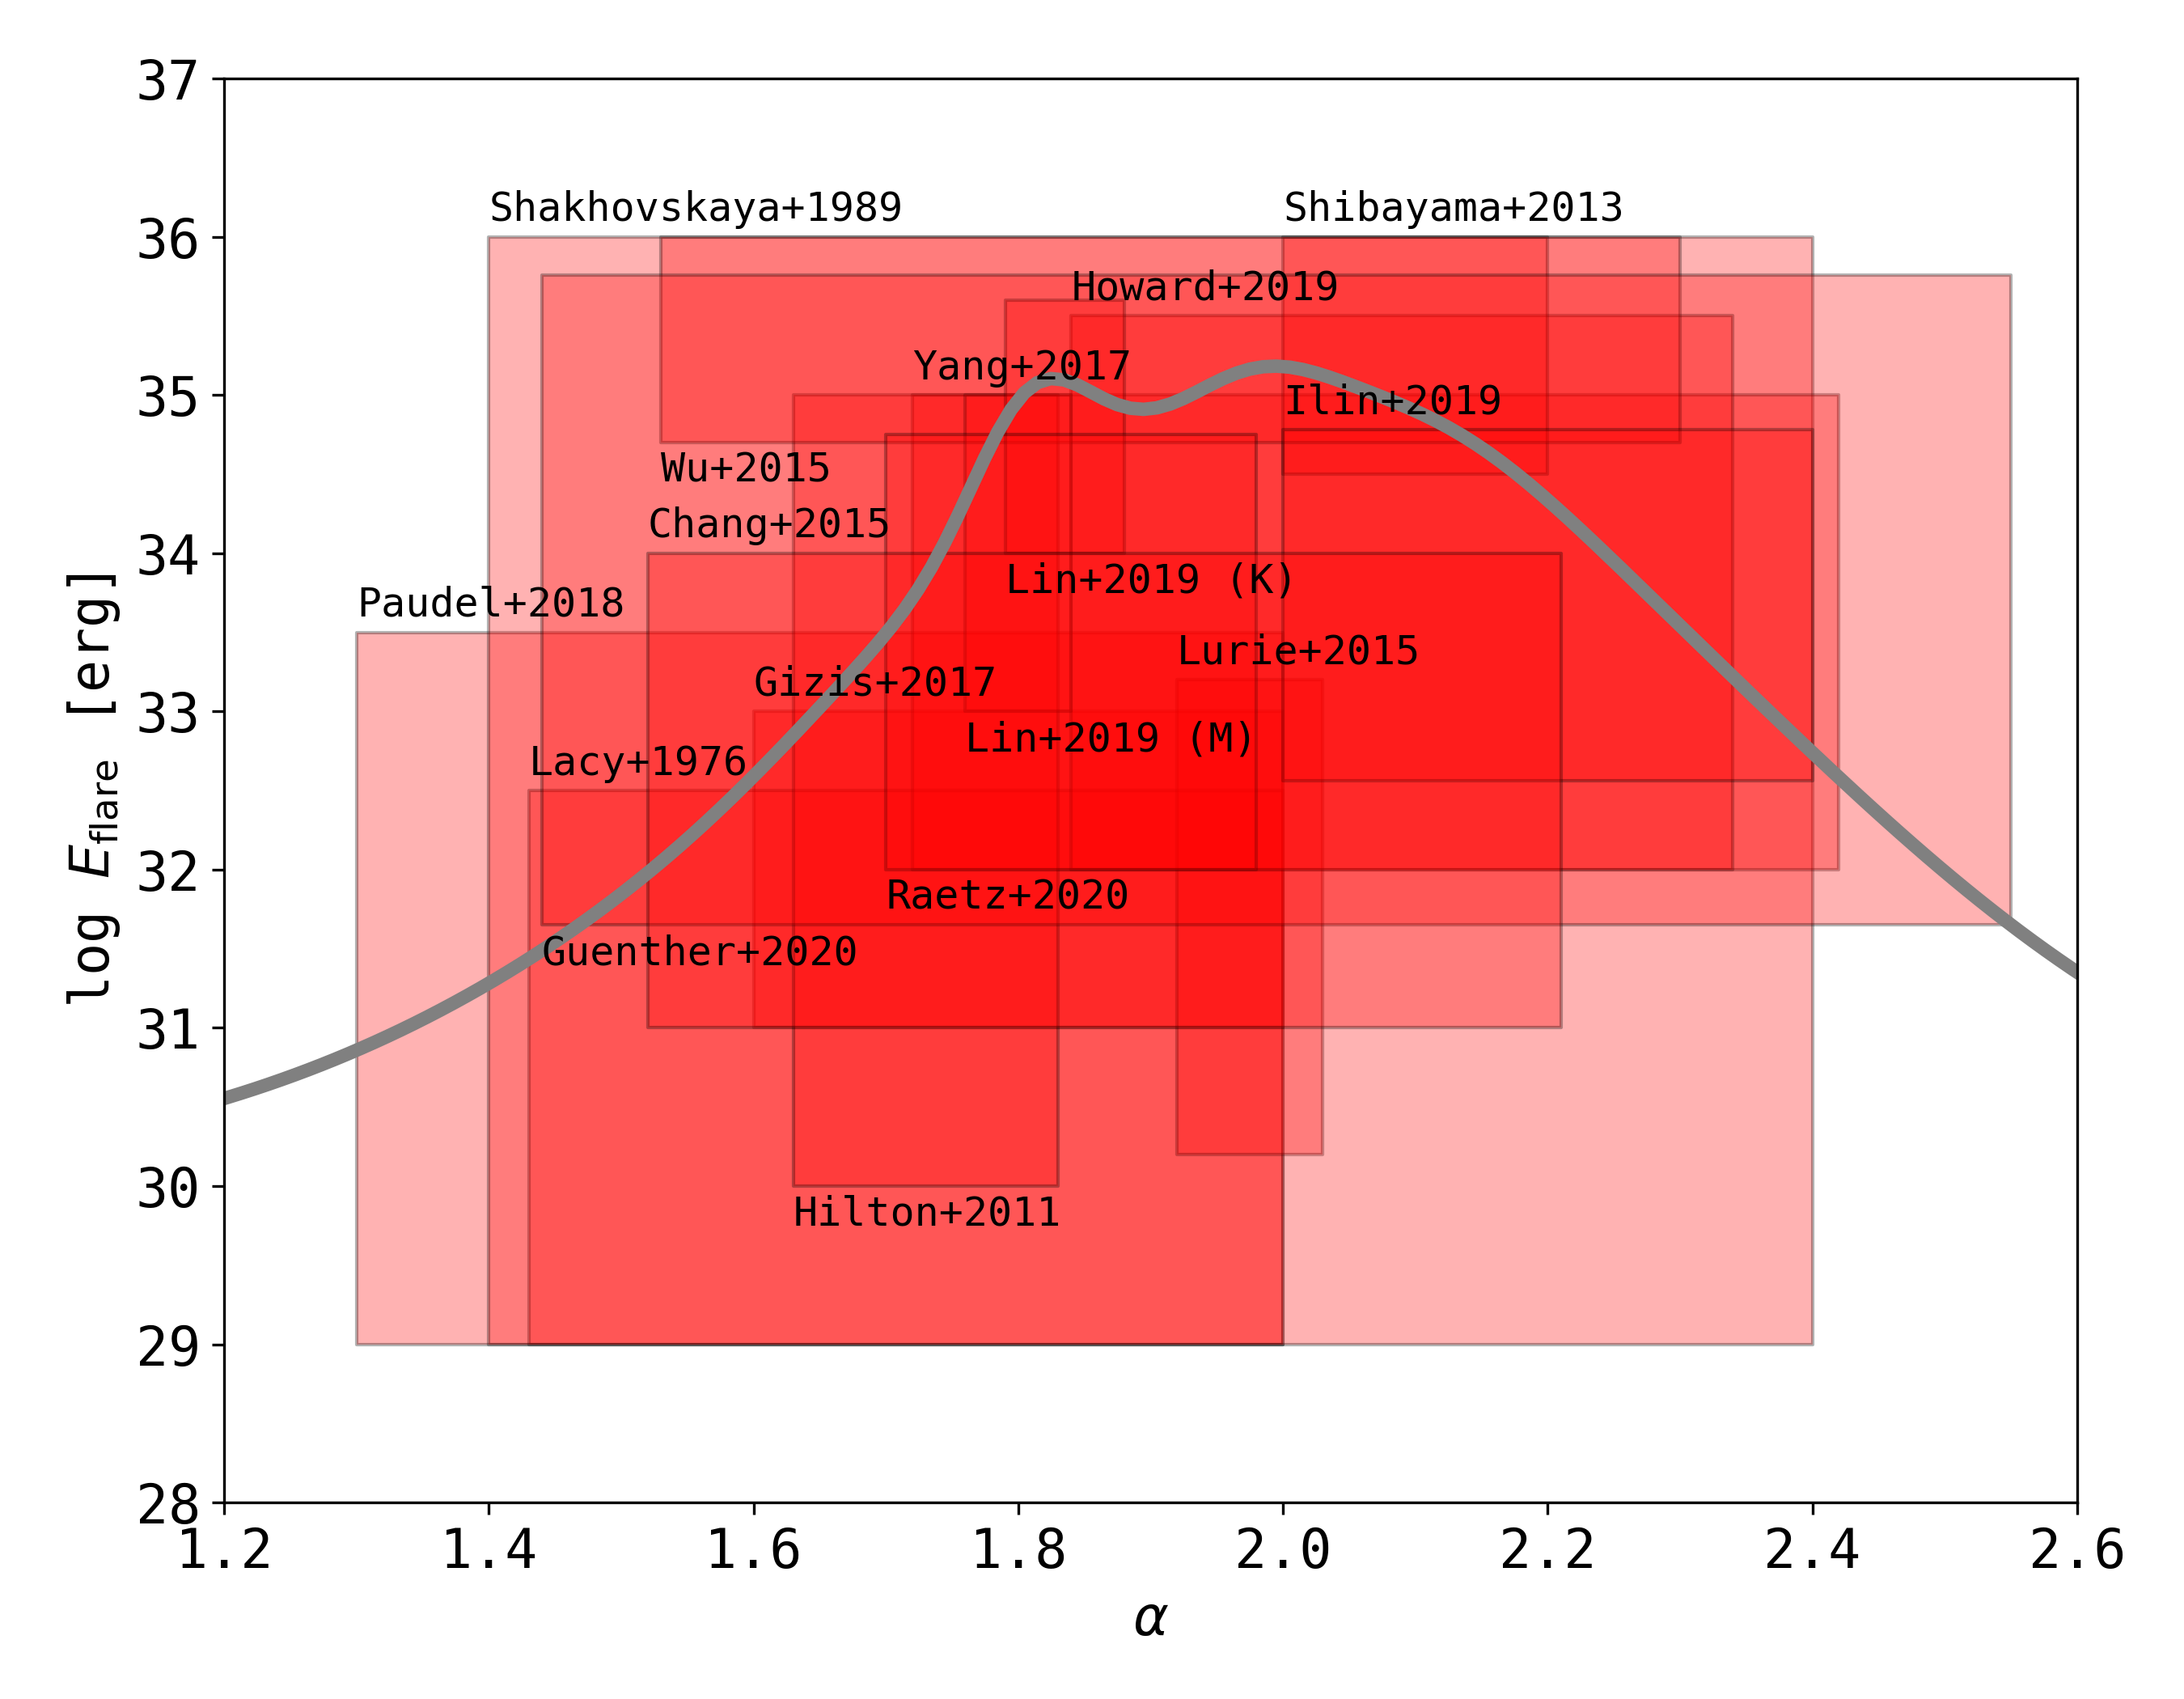 37
36
35
34
33
32
31
30
29
28
log E_flare [erg]
Shakhovskaya+1989
Shibayama+2013
Howard+2019
Yang+2017
Ilin+2019
Wu+2015
Chang+2015
Lin+2019 (K)
Paudel+2018
Lurie+2015
Gizis+2017
Lin+2019 (M)
Lacy+1976
Raetz+2020
Guenther+2020
Hilton+2011
1.2 1.4 1.6 1.8 2.0 2.2 2.4 2.6
α